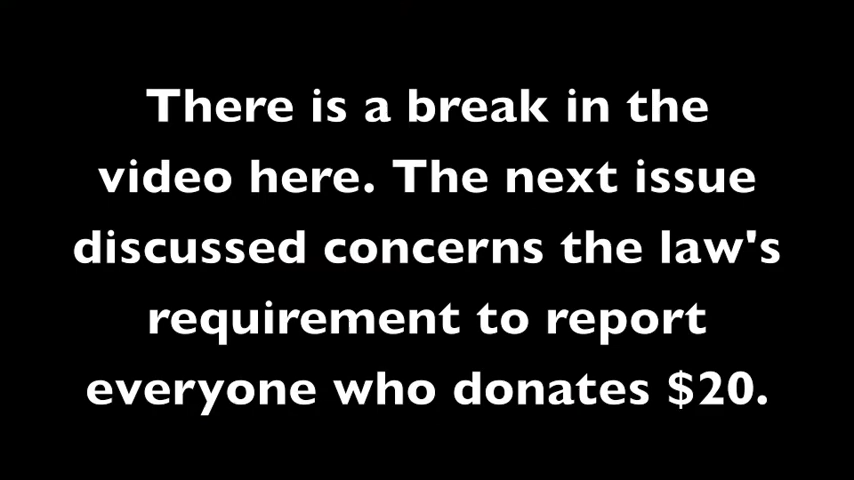 There is a break in the
video here. The next issue
discussed concerns the law's
requirement to report
everyone who donates $20.